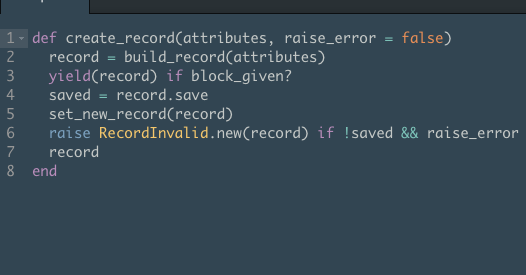 1 def create_record(attributes, raise_error = false)
2 record = build_record(attributes)
3 yield(record) if block_given?
4 saved = record.save
5 set_new_record(record)
6 raise RecordInvalid.new(record) if !saved && raise_error
7 record
8 end